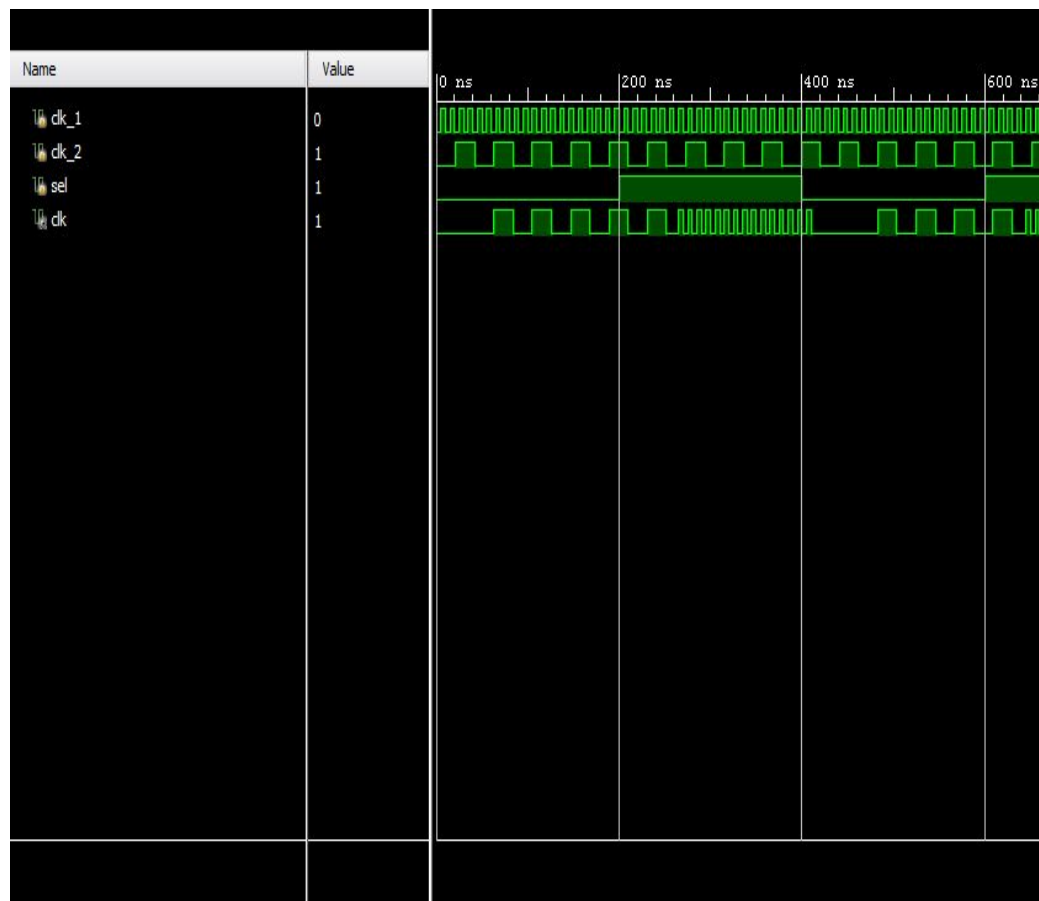 Name Value
0 ns 200 ns 400 ns 600 ns
clk_1 0
clk_2 1
sel 1
clk 1